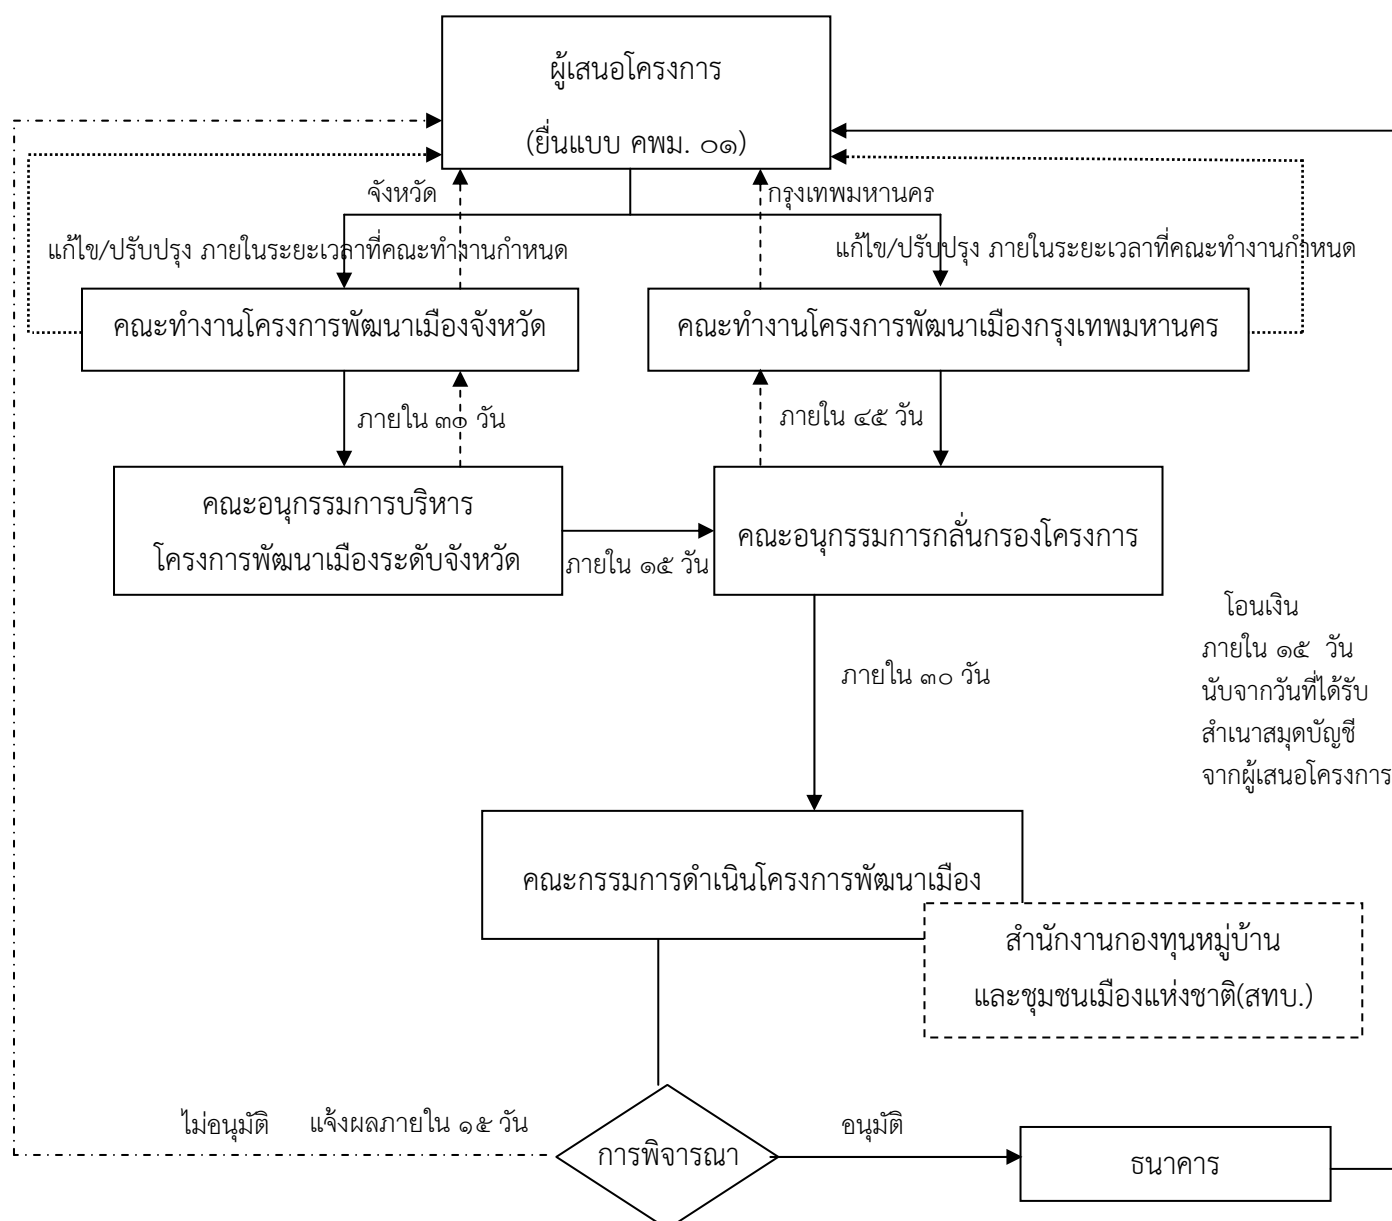 ผู้เสนอโครงการ
(ยื่นแบบ คพม. ๐๑)
จังหวัด
กรุงเทพมหานคร
แก้ไข/ปรับปรุง ภายในระยะเวลาที่คณะทำงานกำหนด
แก้ไข/ปรับปรุง ภายในระยะเวลาที่คณะทำงานกำหนด
คณะทำงานโครงการพัฒนาเมืองจังหวัด
คณะทำงานโครงการพัฒนาเมืองกรุงเทพมหานคร
ภายใน ๓๐ วัน
ภายใน ๔๕ วัน
คณะอนุกรรมการบริหาร
โครงการพัฒนาเมืองระดับจังหวัด
ภายใน ๑๕ วัน
คณะอนุกรรมการกลั่นกรองโครงการ
โอนเงิน
ภายใน ๑๕ วัน
นับจากวันที่ได้รับ
สำเนาสมุดบัญชี
จากผู้เสนอโครงการ
ภายใน ๓๐ วัน
คณะกรรมการดำเนินโครงการพัฒนาเมือง
สำนักงานกองทุนหมู่บ้าน
และชุมชนเมืองแห่งชาติ(สทบ.)
ไม่อนุมัติ แจ้งผลภายใน ๑๕ วัน
การพิจารณา
อนุมัติ
ธนาคาร